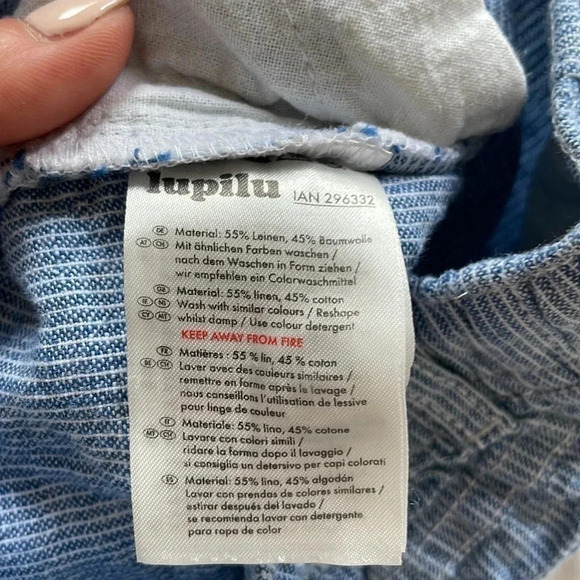 lupilu IAN 296332
DE Material: 55% Leinen, 45% Baumwolle
AT CH Mit ähnlichen Farben waschen /
nach dem Waschen in Form ziehen /
wir empfehlen ein Colorwaschmittel
GB Material: 55% linen, 45% cotton
IE NI Wash with similar colours / Reshape
CY MT whilst damp / Use colour detergent
KEEP AWAY FROM FIRE
FR Matières : 55 % lin, 45 % coton
BE CH Laver avec des couleurs similaires /
remettre en forme après le lavage /
nous conseillons l'utilisation de lessive
pour linge de couleur
IT Materiale: 55% lino, 45% cotone
MT CH Lavare con colori simili /
ridare la forma dopo il lavaggio /
si consiglia un detersivo per capi colorati
ES Material: 55% lino, 45% algodón
Lavar con prendas de colores similares /
estirar después del lavado /
se recomienda lavar con detergente
para ropa de color